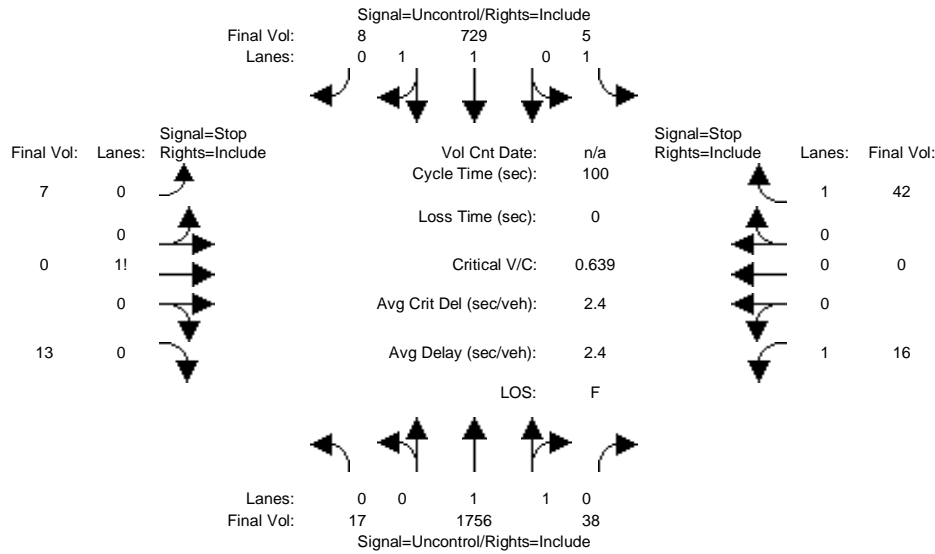 Signal=Uncontrol/Rights=Include
Final Vol: 8 729 5
Lanes: 0 1 1 0 1
Signal=Stop
Final Vol: Lanes: Rights=Include
Vol Cnt Date: n/a
Signal=Stop
Rights=Include Lanes: Final Vol:
Cycle Time (sec): 100
7 0
1 42
Loss Time (sec): 0
0
0
0 1!
Critical V/C: 0.639
0 0
0
Avg Crit Del (sec/veh): 2.4
0
13 0
Avg Delay (sec/veh): 2.4
1 16
LOS: F
Lanes: 0 0 1 1 0
Final Vol: 17 1756 38
Signal=Uncontrol/Rights=Include